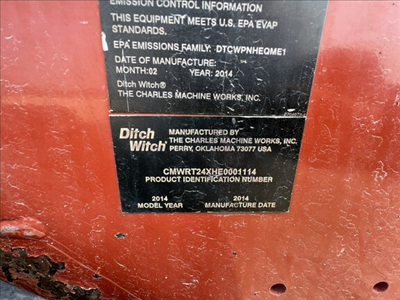 EMISSION CONTROL INFORMATION
THIS EQUIPMENT MEETS U.S. EPA EVAP
STANDARDS.
EPA EMISSIONS FAMILY: DTCWPNHEQME1
DATE OF MANUFACTURE:
MONTH:02 YEAR: 2014
Ditch Witch®
THE CHARLES MACHINE WORKS, INC.
Ditch Witch
MANUFACTURED BY
THE CHARLES MACHINE WORKS, INC.
PERRY, OKLAHOMA 73077 USA
CMWRT24XHE0001114
PRODUCT IDENTIFICATION NUMBER
2014 2014
MODEL YEAR MANUFACTURE DATE